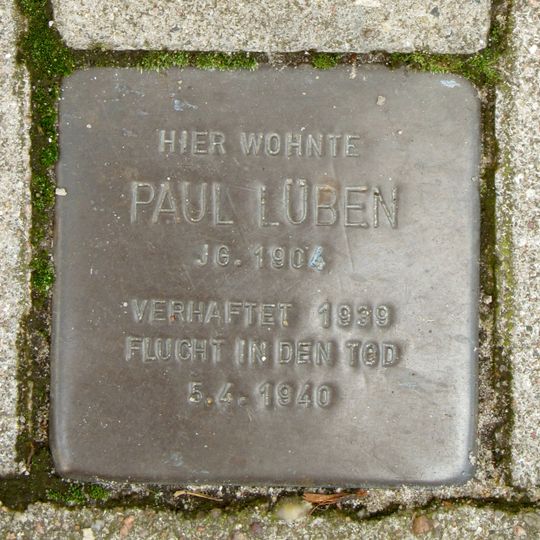 HIER WOHNTE
PAUL LÜBEN
JG. 1904
VERHAFTET 1939
FLUCHT IN DEN TOD
5.4.1940